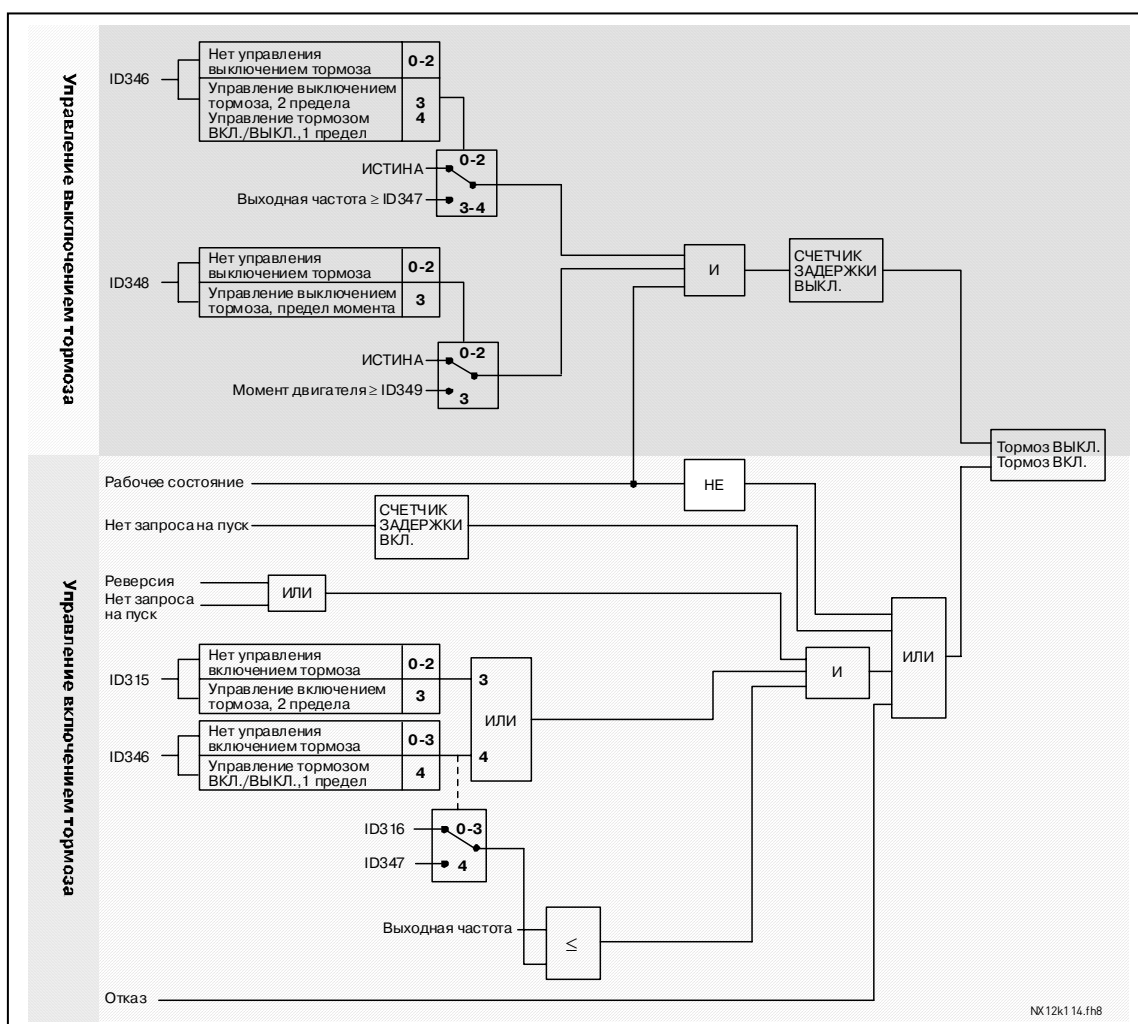 Управление выключением тормоза
ID346
Нет управления
выключением тормоза
0-2
Управление выключением
тормоза, 2 предела
Управление тормозом
ВКЛ./ВЫКЛ.,1 предел
3
4
ИСТИНА
0-2
Выходная частота ≥ ID347
3-4
ID348
Нет управления
выключением тормоза
0-2
Управление выключением
тормоза, предел момента
3
И
СЧЕТЧИК
ЗАДЕРЖКИ
ВЫКЛ.
ИСТИНА
0-2
Момент двигателя ≥ ID349
3
Тормоз ВЫКЛ.
Тормоз ВКЛ.
Управление включением тормоза
Рабочее состояние
НЕ
Нет запроса на пуск
СЧЕТЧИК
ЗАДЕРЖКИ
ВКЛ.
Реверсия
Нет запроса
на пуск
ИЛИ
ID315
Нет управления
включением тормоза
0-2
Управление включением
тормоза, 2 предела
3
3
ИЛИ
4
И
ИЛИ
ID346
Нет управления
включением тормоза
0-3
Управление тормозом
ВКЛ./ВЫКЛ.,1 предел
4
ID316
0-3
ID347
4
Выходная частота
≤
Отказ
NX12k114.fh8